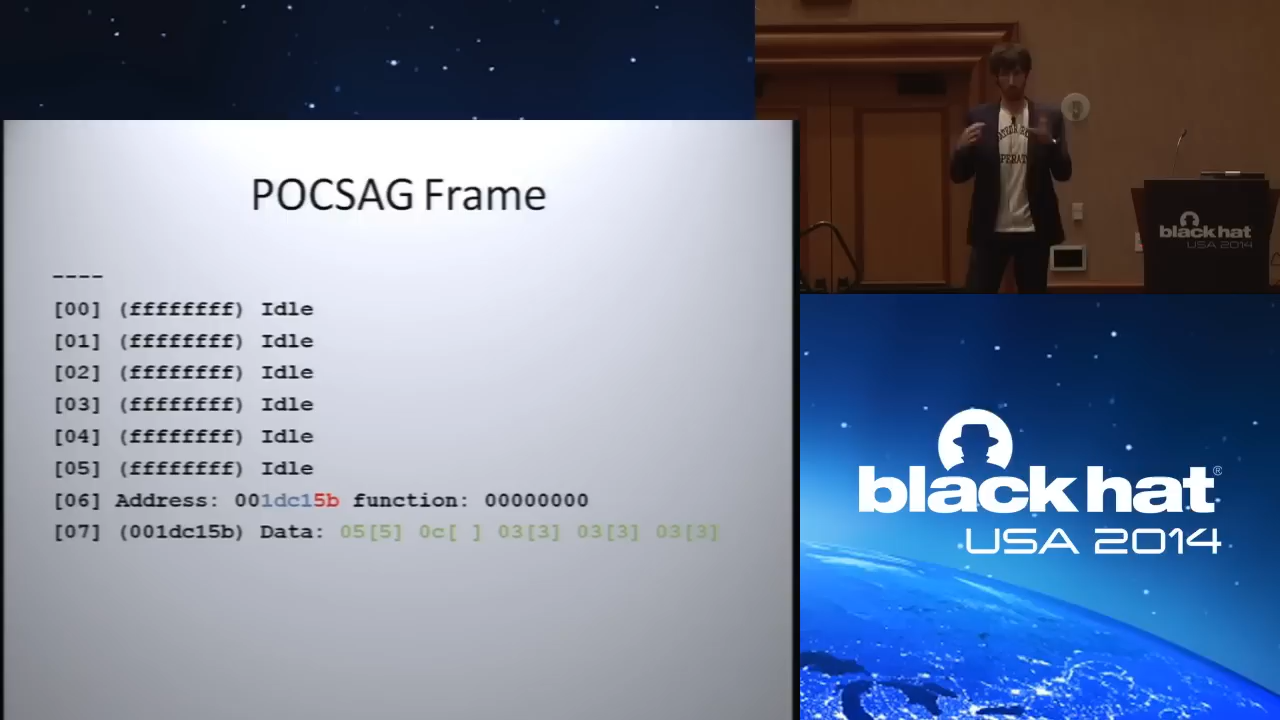 POCSAG Frame
----
[00] (ffffffff) Idle
[01] (ffffffff) Idle
[02] (ffffffff) Idle
[03] (ffffffff) Idle
[04] (ffffffff) Idle
[05] (ffffffff) Idle
[06] Address: 001dc15b function: 00000000
[07] (001dc15b) Data: 05[5] 0c[ ] 03[3] 03[3] 03[3]
black hat
USA 2014
black hat®
USA 2014